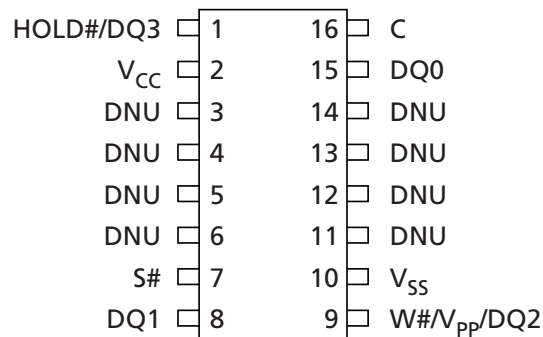 HOLD#/DQ3 1 16 C
VCC 2 15 DQ0
DNU 3 14 DNU
DNU 4 13 DNU
DNU 5 12 DNU
DNU 6 11 DNU
S# 7 10 VSS
DQ1 8 9 W#/VPP/DQ2